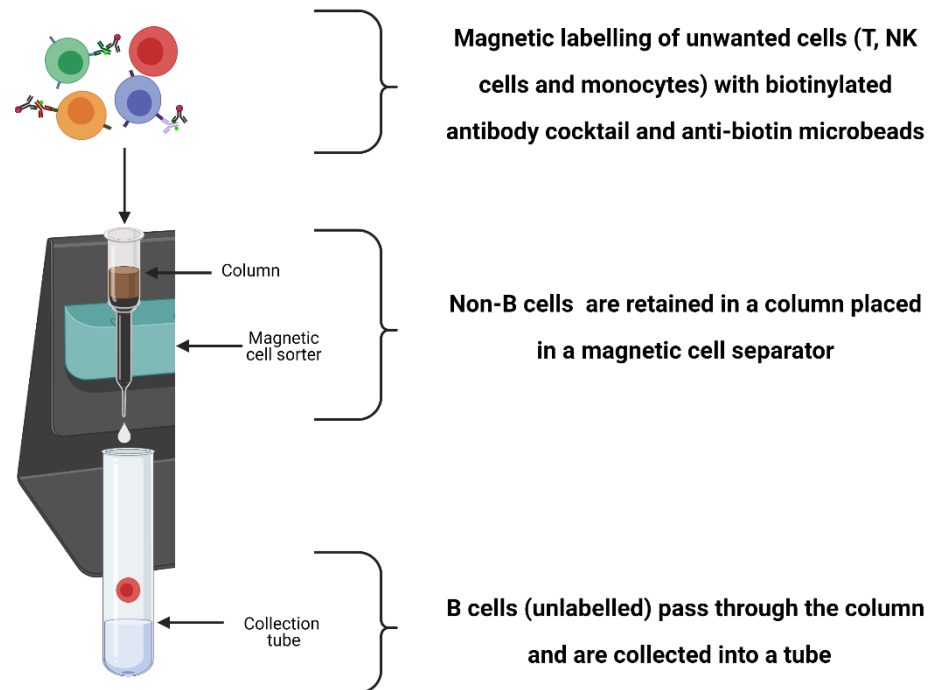 Magnetic labelling of unwanted cells (T, NK
cells and monocytes) with biotinylated
antibody cocktail and anti-biotin microbeads
Column
Magnetic
cell sorter
Non-B cells are retained in a column placed
in a magnetic cell separator
Collection
tube
B cells (unlabelled) pass through the column
and are collected into a tube